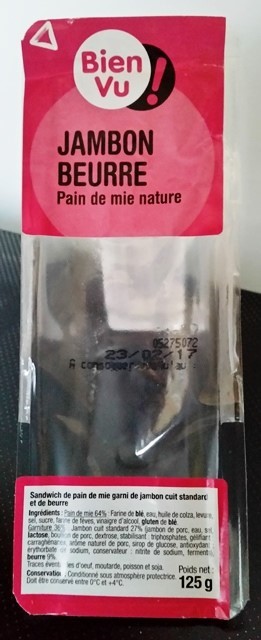 Bien
Vu !
JAMBON
BEURRE
Pain de mie nature
05275072
23/02/17
A consommer jusqu'au :
Sandwich de pain de mie garni de jambon cuit standard
et de beurre
Ingrédients : Pain de mie 64% : Farine de blé, eau, huile de colza, levure,
sel, sucre, farine de fèves, vinaigre d'alcool, gluten de blé.
Garniture 36% : Jambon cuit standard 27% (jambon de porc, eau, sel,
lactose, bouillon de porc, dextrose, stabilisant : triphosphates, gélifiant :
carraghénane, arôme naturel de porc, sirop de glucose, antioxydant :
erythorbate de sodium, conservateur : nitrite de sodium, ferments),
beurre 9%.
Traces éventuelles d'oeuf, moutarde, poisson et soja.
Conservation : Conditionné sous atmosphère protectrice.
Doit être conservé entre 0°C et +4°C.
Poids net :
125 g